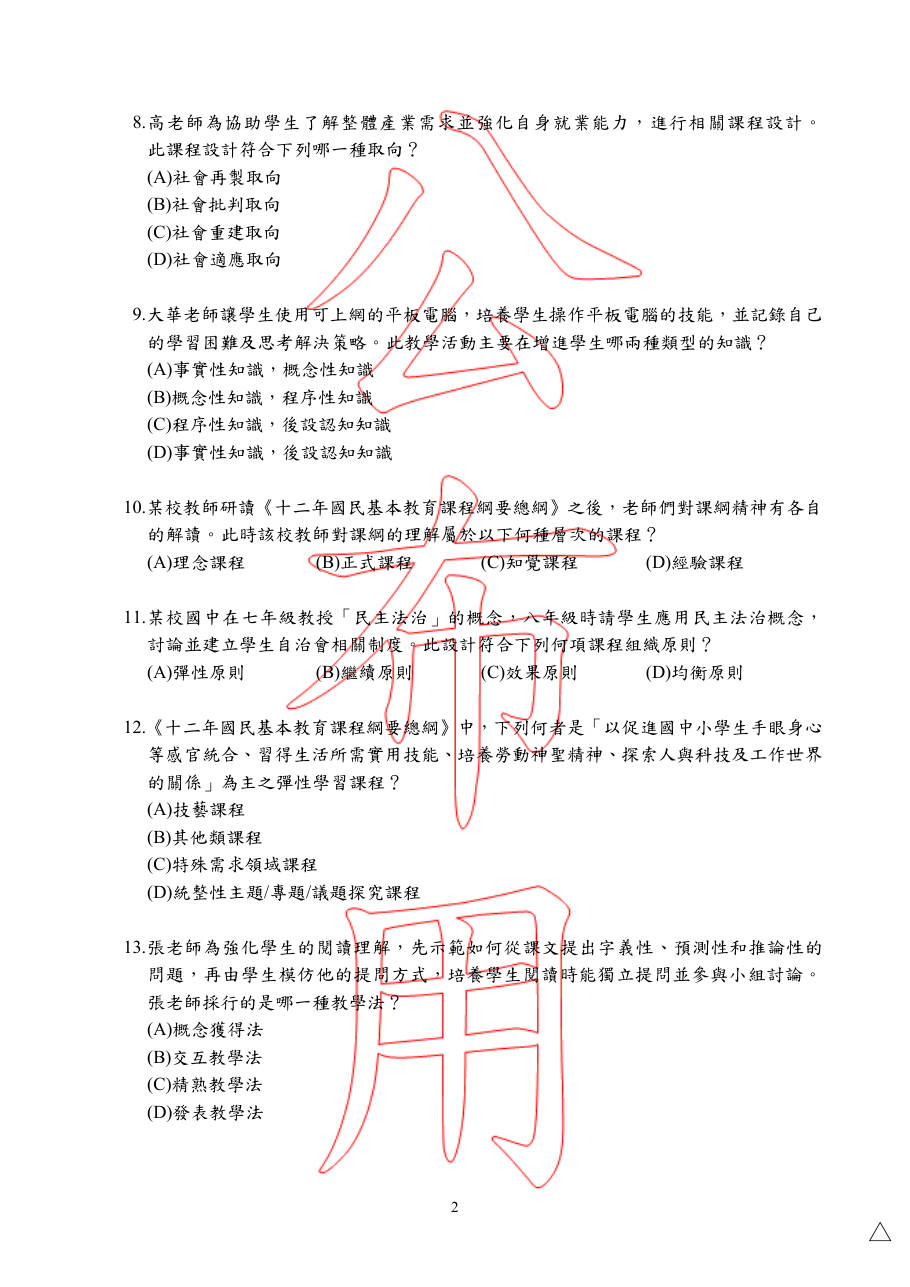 8.高老師為協助學生了解整體產業需求並強化自身就業能力，進行相關課程設計。
此課程設計符合下列哪一種取向？
(A)社會再製取向
(B)社會批判取向
(C)社會重建取向
(D)社會適應取向
9.大華老師讓學生使用可上網的平板電腦，培養學生操作平板電腦的技能，並記錄自己
的學習困難及思考解決策略。此教學活動主要在增進學生哪兩種類型的知識？
(A)事實性知識，概念性知識
(B)概念性知識，程序性知識
(C)程序性知識，後設認知知識
(D)事實性知識，後設認知知識
10.某校教師研讀《十二年國民基本教育課程綱要總綱》之後，老師們對課綱精神有各自
的解讀。此時該校教師對課綱的理解屬於以下何種層次的課程？
(A)理念課程 (B)正式課程 (C)知覺課程 (D)經驗課程
11.某校國中在七年級教授「民主法治」的概念，八年級時請學生應用民主法治概念，
討論並建立學生自治會相關制度。此設計符合下列何項課程組織原則？
(A)彈性原則 (B)繼續原則 (C)效果原則 (D)均衡原則
12.《十二年國民基本教育課程綱要總綱》中，下列何者是「以促進國中小學生手眼身心
等感官統合、習得生活所需實用技能、培養勞動神聖精神、探索人與科技及工作世界
的關係」為主之彈性學習課程？
(A)技藝課程
(B)其他類課程
(C)特殊需求領域課程
(D)統整性主題/專題/議題探究課程
13.張老師為強化學生的閱讀理解，先示範如何從課文提出字義性、預測性和推論性的
問題，再由學生模仿他的提問方式，培養學生閱讀時能獨立提問並參與小組討論。
張老師採行的是哪一種教學法？
(A)概念獲得法
(B)交互教學法
(C)精熟教學法
(D)發表教學法
公布用
2